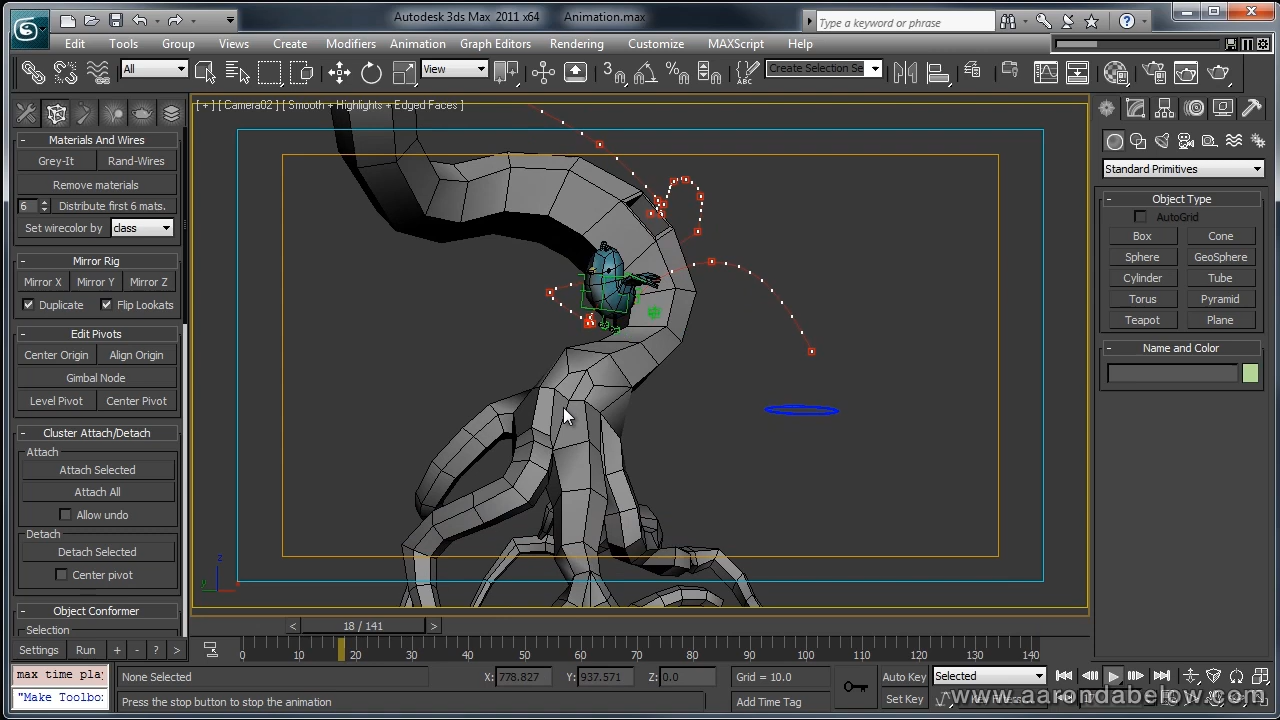 Autodesk 3ds Max 2011 x64 Animation.max
Type a keyword or phrase
Edit Tools Group Views Create Modifiers Animation Graph Editors Rendering Customize MAXScript Help
All View Create Selection Se
[ + ] [ Camera02 ] [ Smooth + Highlights + Edged Faces ]
Materials And Wires
Grey-It Rand-Wires
Remove materials
6 Distribute first 6 mats.
Set wirecolor by class
Mirror Rig
Mirror X Mirror Y Mirror Z
Duplicate Flip Lookats
Edit Pivots
Center Origin Align Origin
Gimbal Node
Level Pivot Center Pivot
Cluster Attach/Detach
Attach
Attach Selected
Attach All
Allow undo
Detach
Detach Selected
Center pivot
Object Conformer
Selection
Settings Run + - ? >
Standard Primitives
Object Type
AutoGrid
Box Cone
Sphere GeoSphere
Cylinder Tube
Torus Pyramid
Teapot Plane
Name and Color
z
y
< 18 / 141 >
0 10 20 30 40 50 60 70 80 90 100 110 120 130 140
max time play
"Make Toolbo:
None Selected X: 778.827 Y: 937.571 Z: 0.0 Grid = 10.0 Auto Key Selected
Press the stop button to stop the animation Add Time Tag Set Key
www.aarondabelow.com